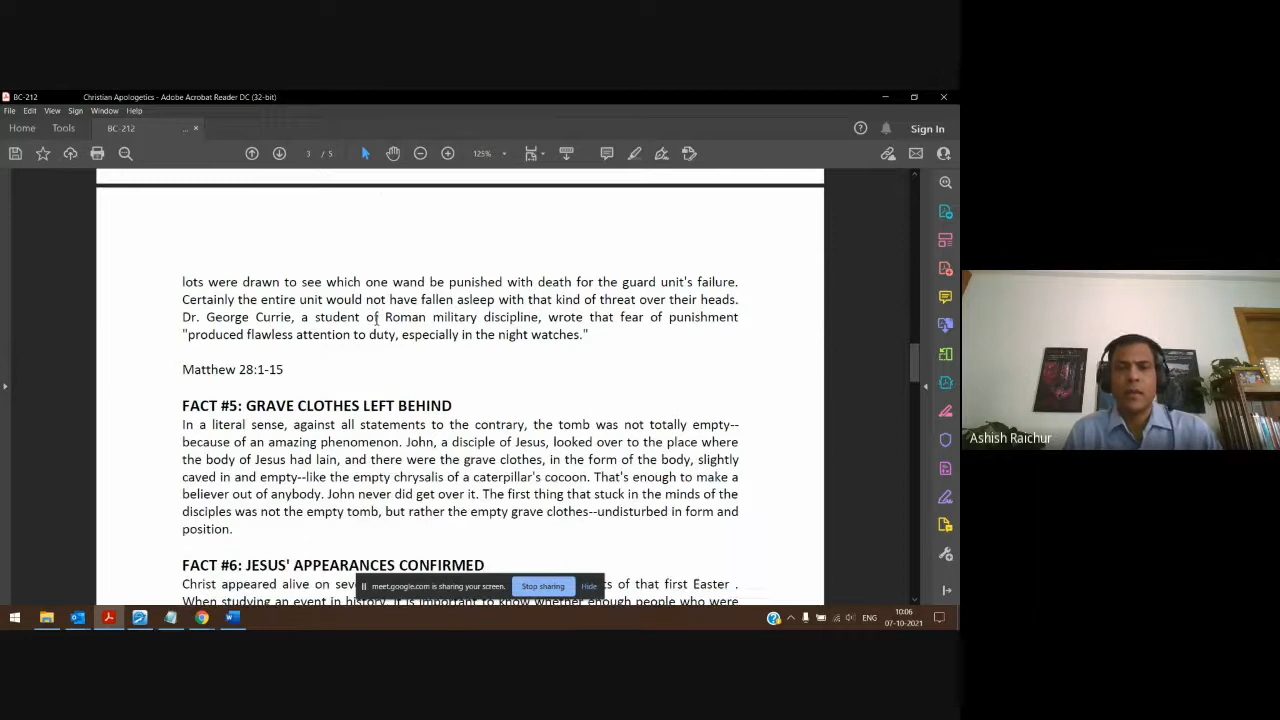 BC-212
Christian Apologetics - Adobe Acrobat Reader DC (32-bit)
File Edit View Sign Window Help
Home Tools BC-212 ... × Sign In
3 / 5 125%
lots were drawn to see which one wand be punished with death for the guard unit's failure.
Certainly the entire unit would not have fallen asleep with that kind of threat over their heads.
Dr. George Currie, a student of Roman military discipline, wrote that fear of punishment
"produced flawless attention to duty, especially in the night watches."
Matthew 28:1-15
FACT #5: GRAVE CLOTHES LEFT BEHIND
In a literal sense, against all statements to the contrary, the tomb was not totally empty--
because of an amazing phenomenon. John, a disciple of Jesus, looked over to the place where
the body of Jesus had lain, and there were the grave clothes, in the form of the body, slightly
caved in and empty--like the empty chrysalis of a caterpillar's cocoon. That's enough to make a
believer out of anybody. John never did get over it. The first thing that stuck in the minds of the
disciples was not the empty tomb, but rather the empty grave clothes--undisturbed in form and
position.
FACT #6: JESUS' APPEARANCES CONFIRMED
Christ appeared alive on of that first Easter .
When studying an event in history, it is important to know whether enough people who were
meet.google.com is sharing your screen. Stop sharing Hide
ENG
10:06
07-10-2021
Ashish Raichur